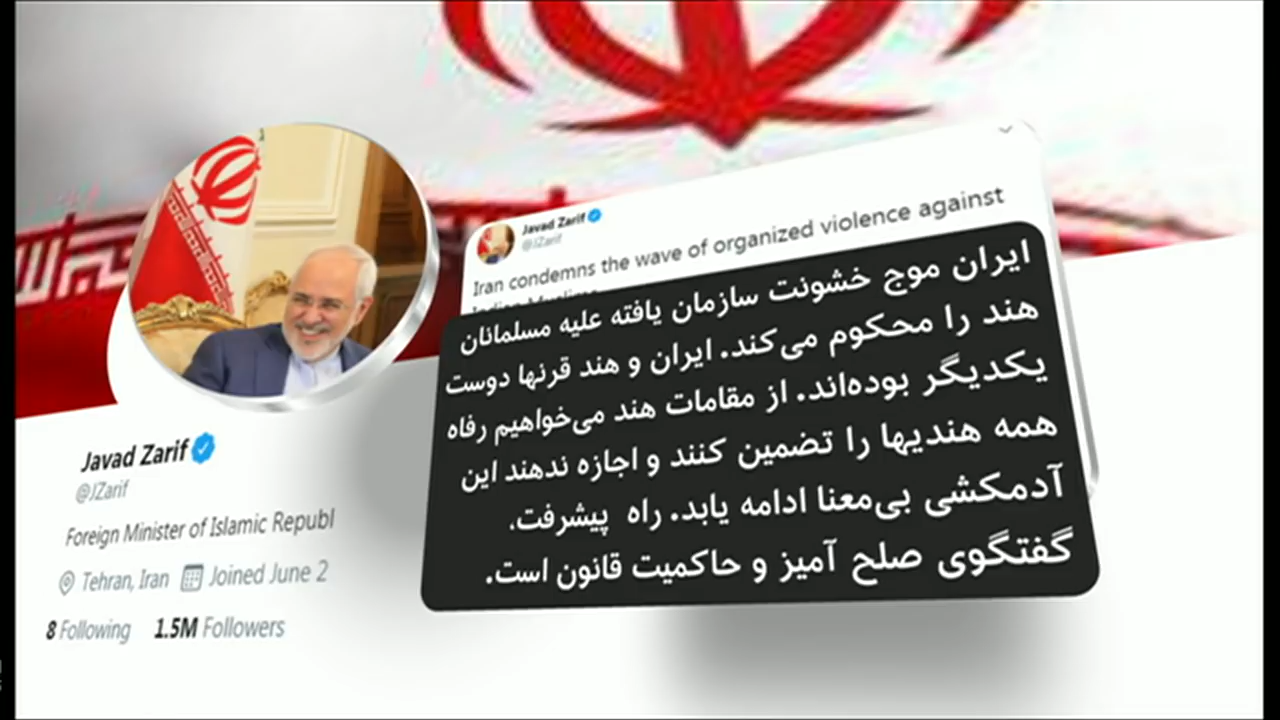 Javad Zarif
@JZarif
Iran condemns the wave of organized violence against
ایران موج خشونت سازمان یافته علیه مسلمانان
هند را محکوم می‌کند. ایران و هند قرنها دوست
یکدیگر بوده‌اند. از مقامات هند می‌خواهیم رفاه
همه هندیها را تضمین کنند و اجازه ندهند این
آدمکشی بی‌معنا ادامه یابد. راه پیشرفت،
گفتگوی صلح آمیز و حاکمیت قانون است.
Javad Zarif
@JZarif
Foreign Minister of Islamic Republ
Tehran, Iran Joined June 2
8 Following 1.5M Followers